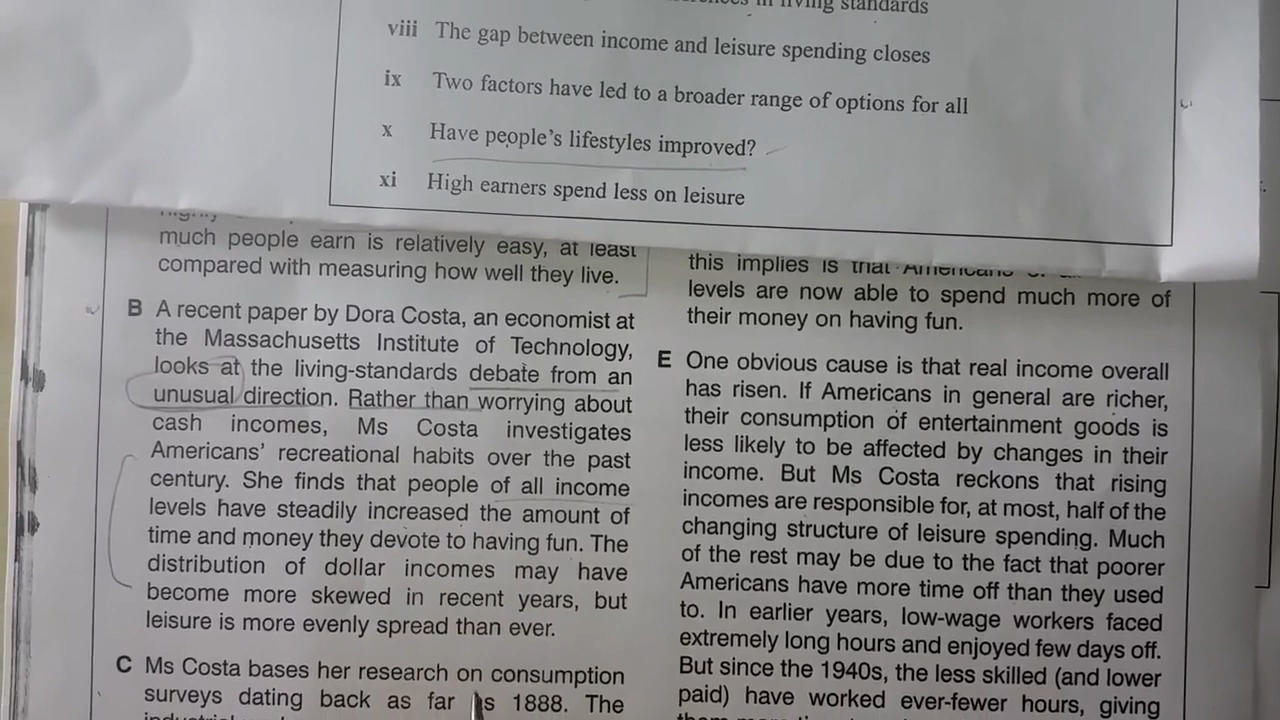 in living standards
viii The gap between income and leisure spending closes
ix Two factors have led to a broader range of options for all
x Have people's lifestyles improved?
xi High earners spend less on leisure
much people earn is relatively easy, at least
compared with measuring how well they live.
B A recent paper by Dora Costa, an economist at
the Massachusetts Institute of Technology,
looks at the living-standards debate from an
unusual direction. Rather than worrying about
cash incomes, Ms Costa investigates
Americans' recreational habits over the past
century. She finds that people of all income
levels have steadily increased the amount of
time and money they devote to having fun. The
distribution of dollar incomes may have
become more skewed in recent years, but
leisure is more evenly spread than ever.
C Ms Costa bases her research on consumption
surveys dating back as far as 1888. The
this implies is that Americans
levels are now able to spend much more of
their money on having fun.
E One obvious cause is that real income overall
has risen. If Americans in general are richer,
their consumption of entertainment goods is
less likely to be affected by changes in their
income. But Ms Costa reckons that rising
incomes are responsible for, at most, half of the
changing structure of leisure spending. Much
of the rest may be due to the fact that poorer
Americans have more time off than they used
to. In earlier years, low-wage workers faced
extremely long hours and enjoyed few days off.
But since the 1940s, the less skilled (and lower
paid) have worked ever-fewer hours, giving